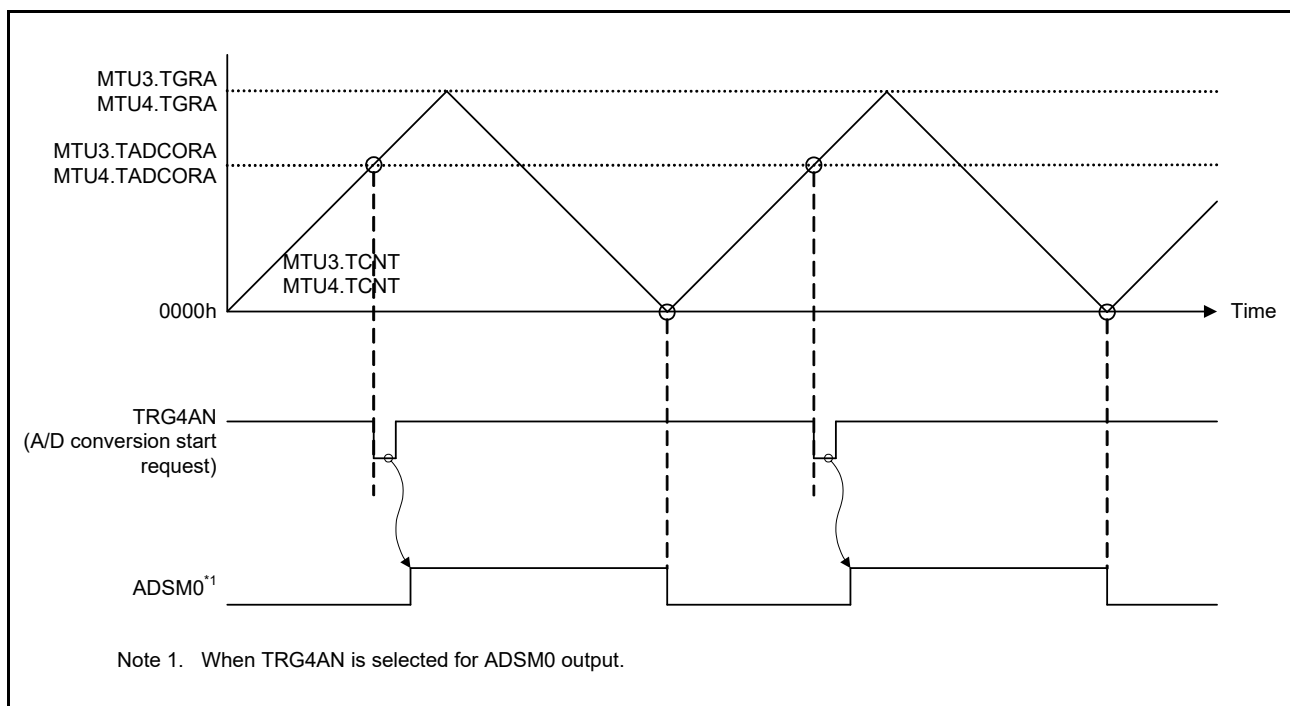 MTU3.TGRA
MTU4.TGRA
MTU3.TADCORA
MTU4.TADCORA
MTU3.TCNT
MTU4.TCNT
0000h
Time
TRG4AN
(A/D conversion start
request)
ADSM0*1
Note 1. When TRG4AN is selected for ADSM0 output.